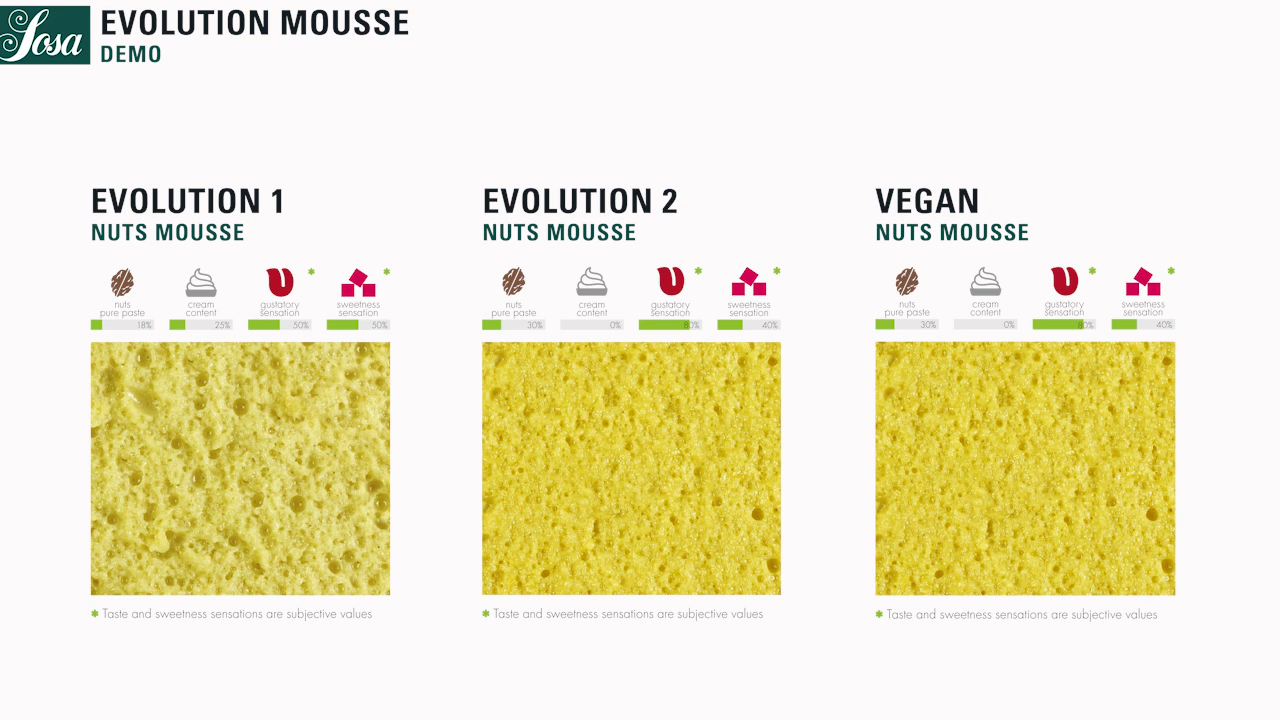 Sosa
EVOLUTION MOUSSE
DEMO
EVOLUTION 1
NUTS MOUSSE
nuts
pure paste
18%
cream
content
25%
gustatory
sensation
50%
sweetness
sensation
50%
* Taste and sweetness sensations are subjective values
EVOLUTION 2
NUTS MOUSSE
nuts
pure paste
30%
cream
content
0%
gustatory
sensation
80%
sweetness
sensation
40%
* Taste and sweetness sensations are subjective values
VEGAN
NUTS MOUSSE
nuts
pure paste
30%
cream
content
0%
gustatory
sensation
80%
sweetness
sensation
40%
* Taste and sweetness sensations are subjective values